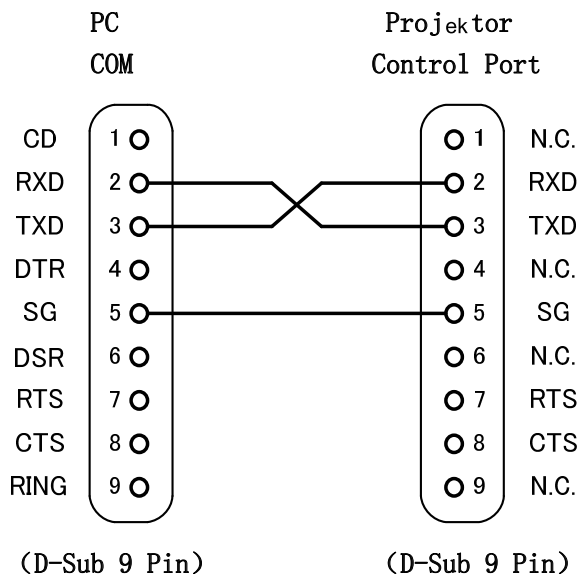 PC Projektor
COM Control Port
CD 1 1 N.C.
RXD 2 2 RXD
TXD 3 3 TXD
DTR 4 4 N.C.
SG 5 5 SG
DSR 6 6 N.C.
RTS 7 7 RTS
CTS 8 8 CTS
RING 9 9 N.C.
(D-Sub 9 Pin) (D-Sub 9 Pin)